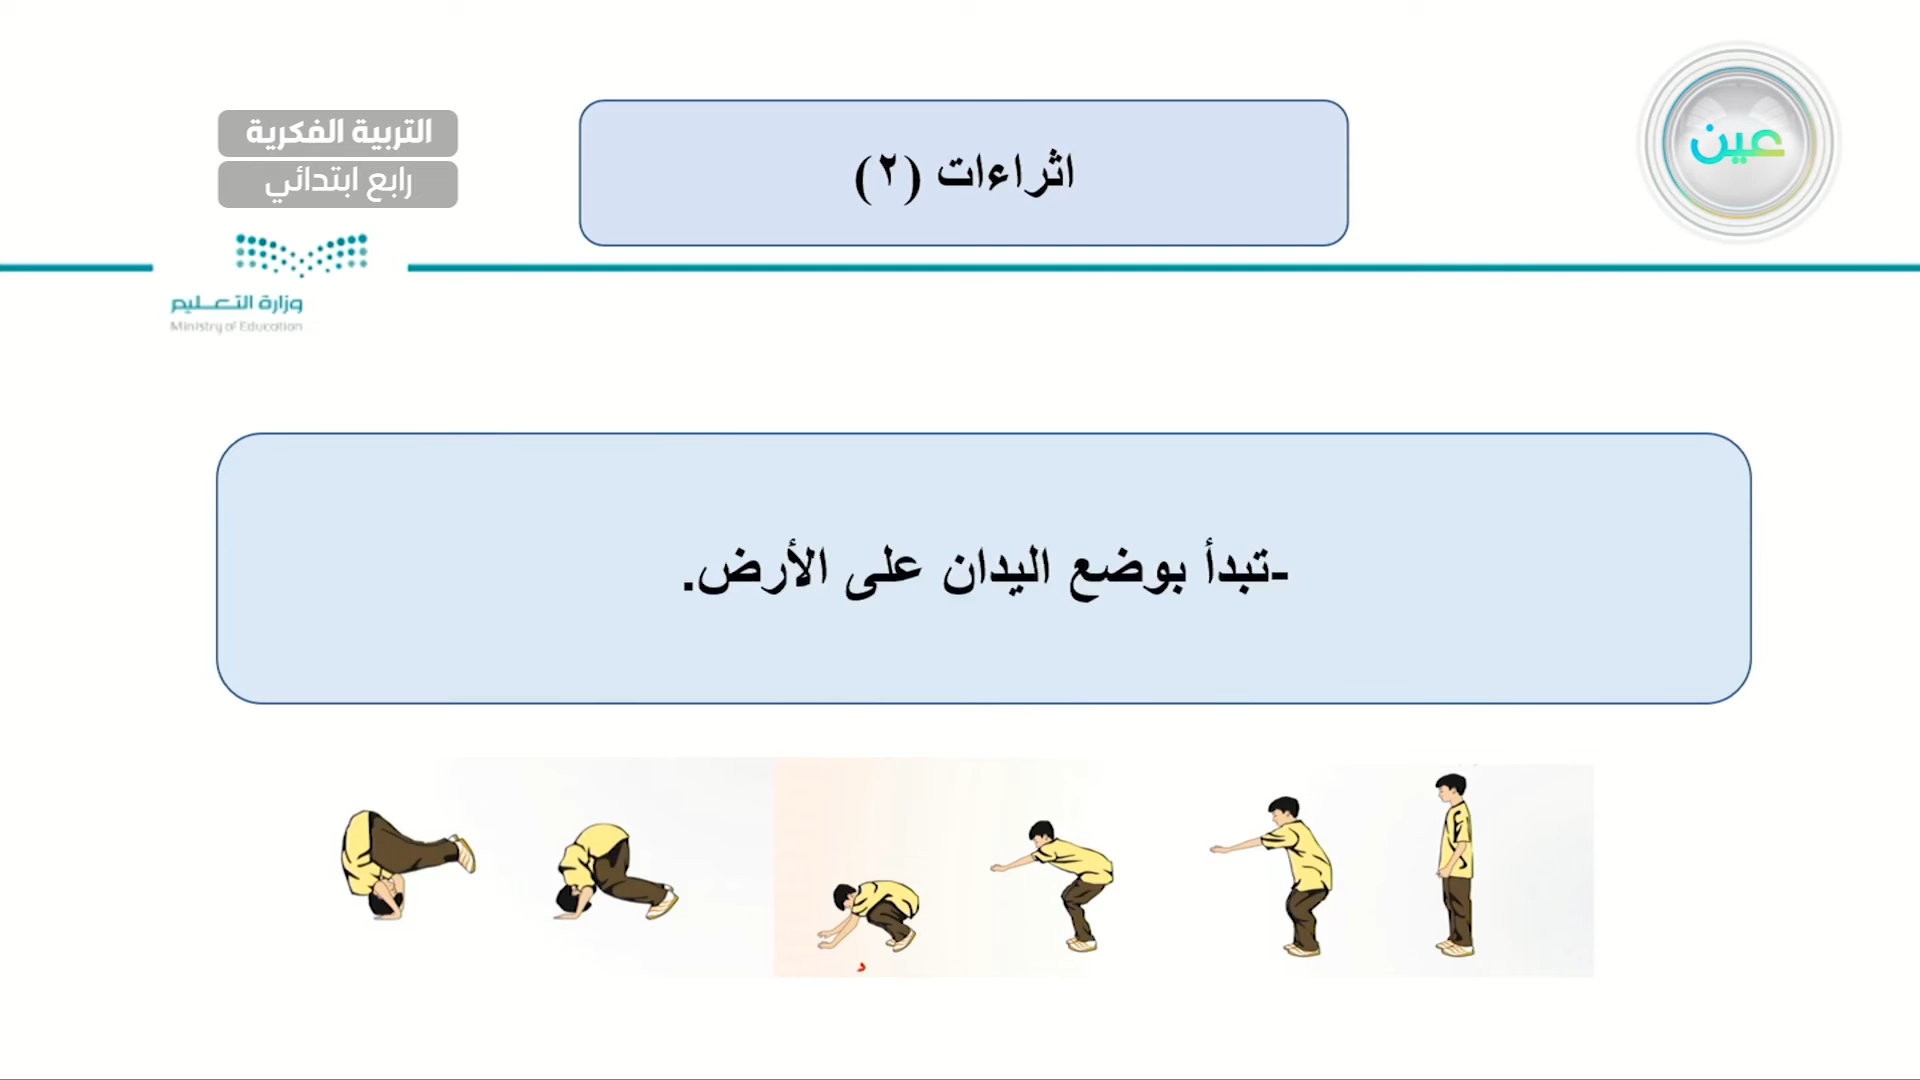 التربية الفكرية
رابع ابتدائي
اثراءات (٢)
عين
وزارة التعليم
Ministry of Education
-تبدأ بوضع اليدان على الأرض.